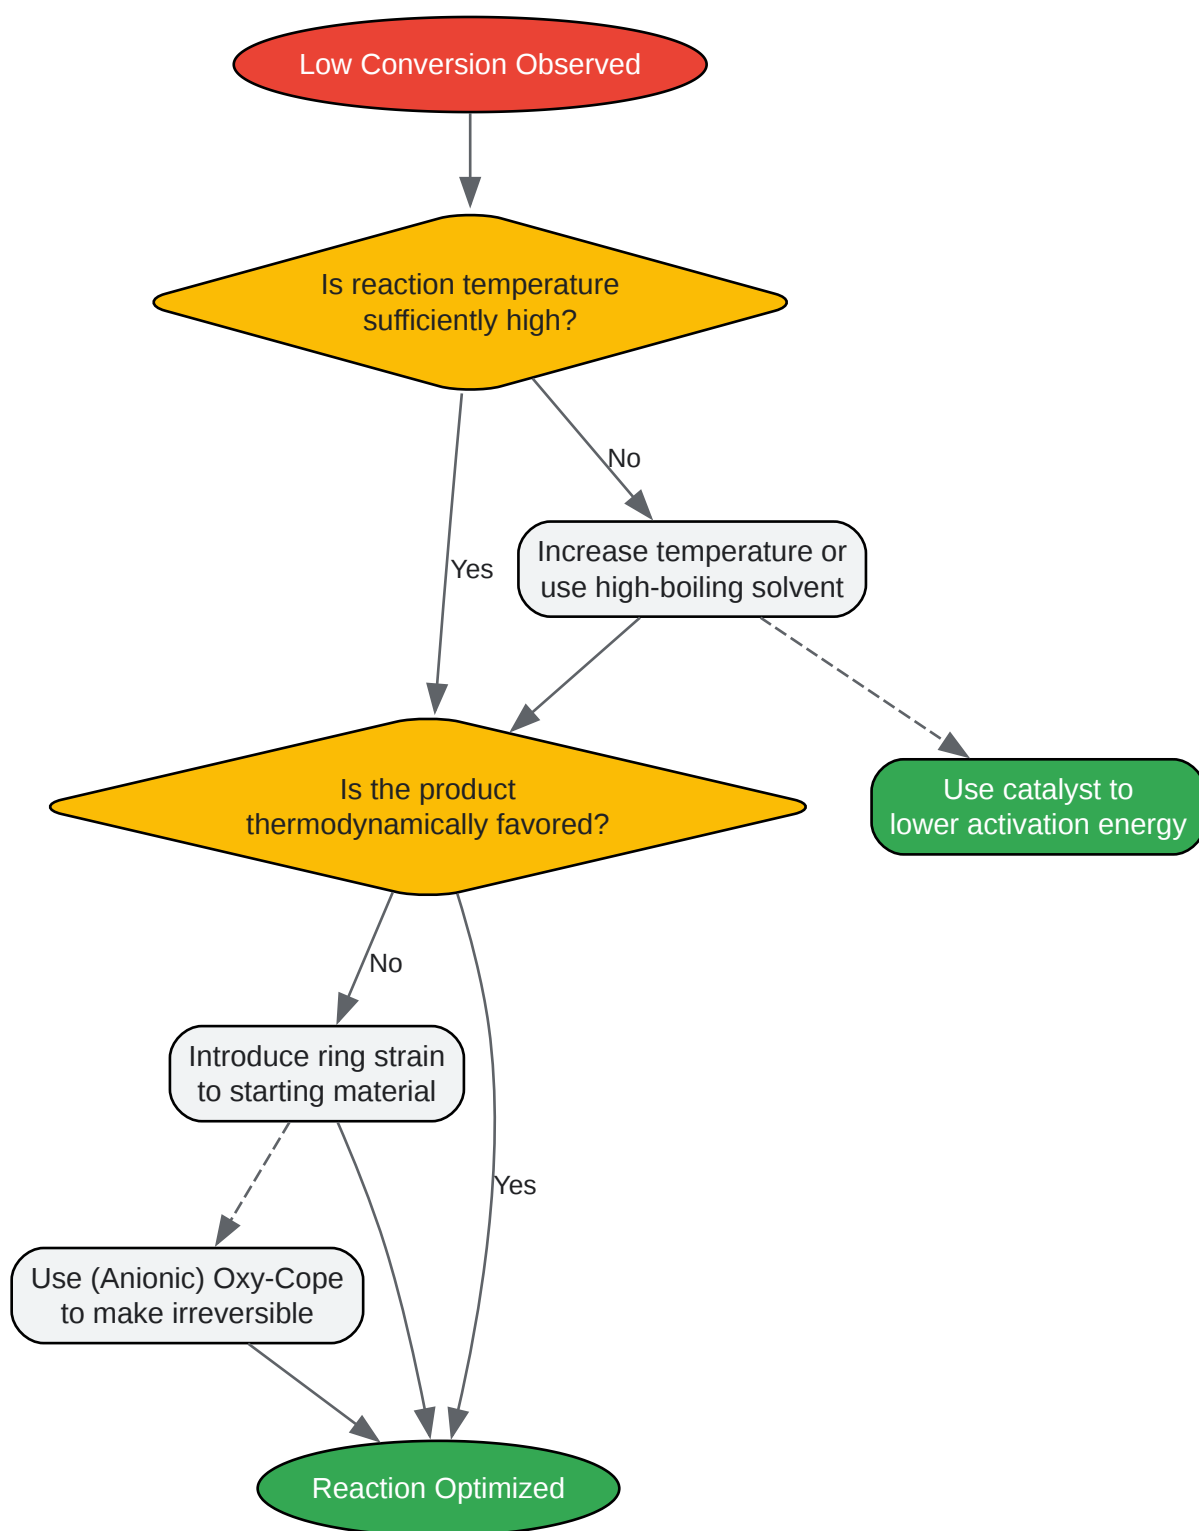 Low Conversion Observed
Is reaction temperature
sufficiently high?
No
Increase temperature or
use high-boiling solvent
Yes
Is the product
thermodynamically favored?
Use catalyst to
lower activation energy
No
Introduce ring strain
to starting material
Yes
Use (Anionic) Oxy-Cope
to make irreversible
Reaction Optimized